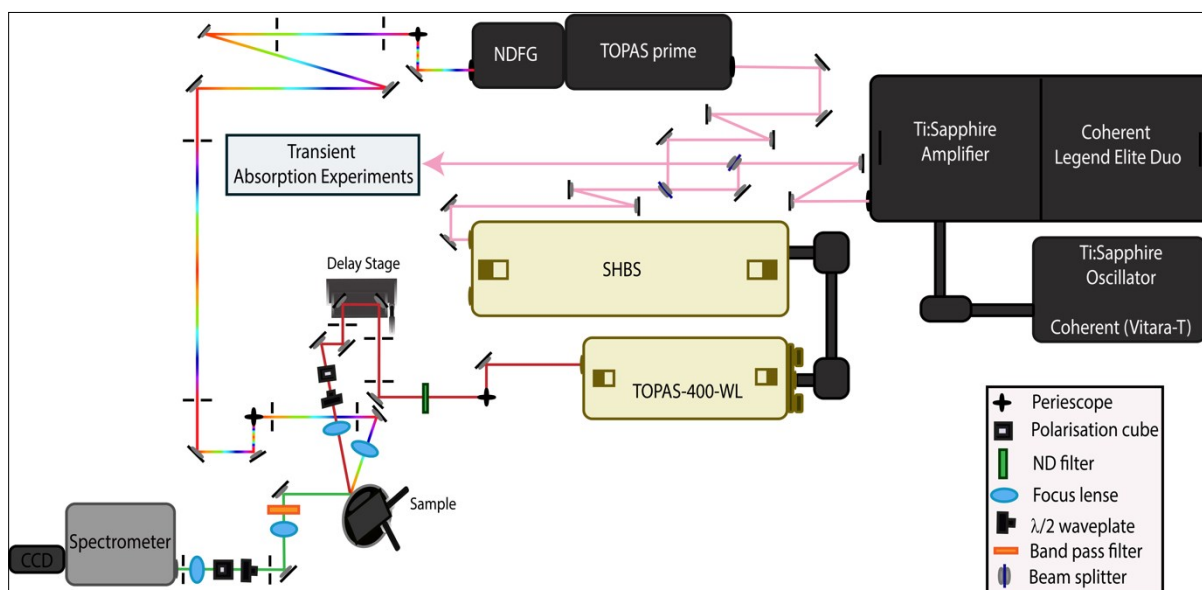 NDFG
TOPAS prime
Ti:Sapphire
Amplifier
Coherent
Legend Elite Duo
Transient
Absorption Experiments
SHBS
Ti:Sapphire
Oscillator
Coherent (Vitara-T)
Delay Stage
TOPAS-400-WL
Sample
Spectrometer
CCD
Periescope
Polarisation cube
ND filter
Focus lense
λ/2 waveplate
Band pass filter
Beam splitter